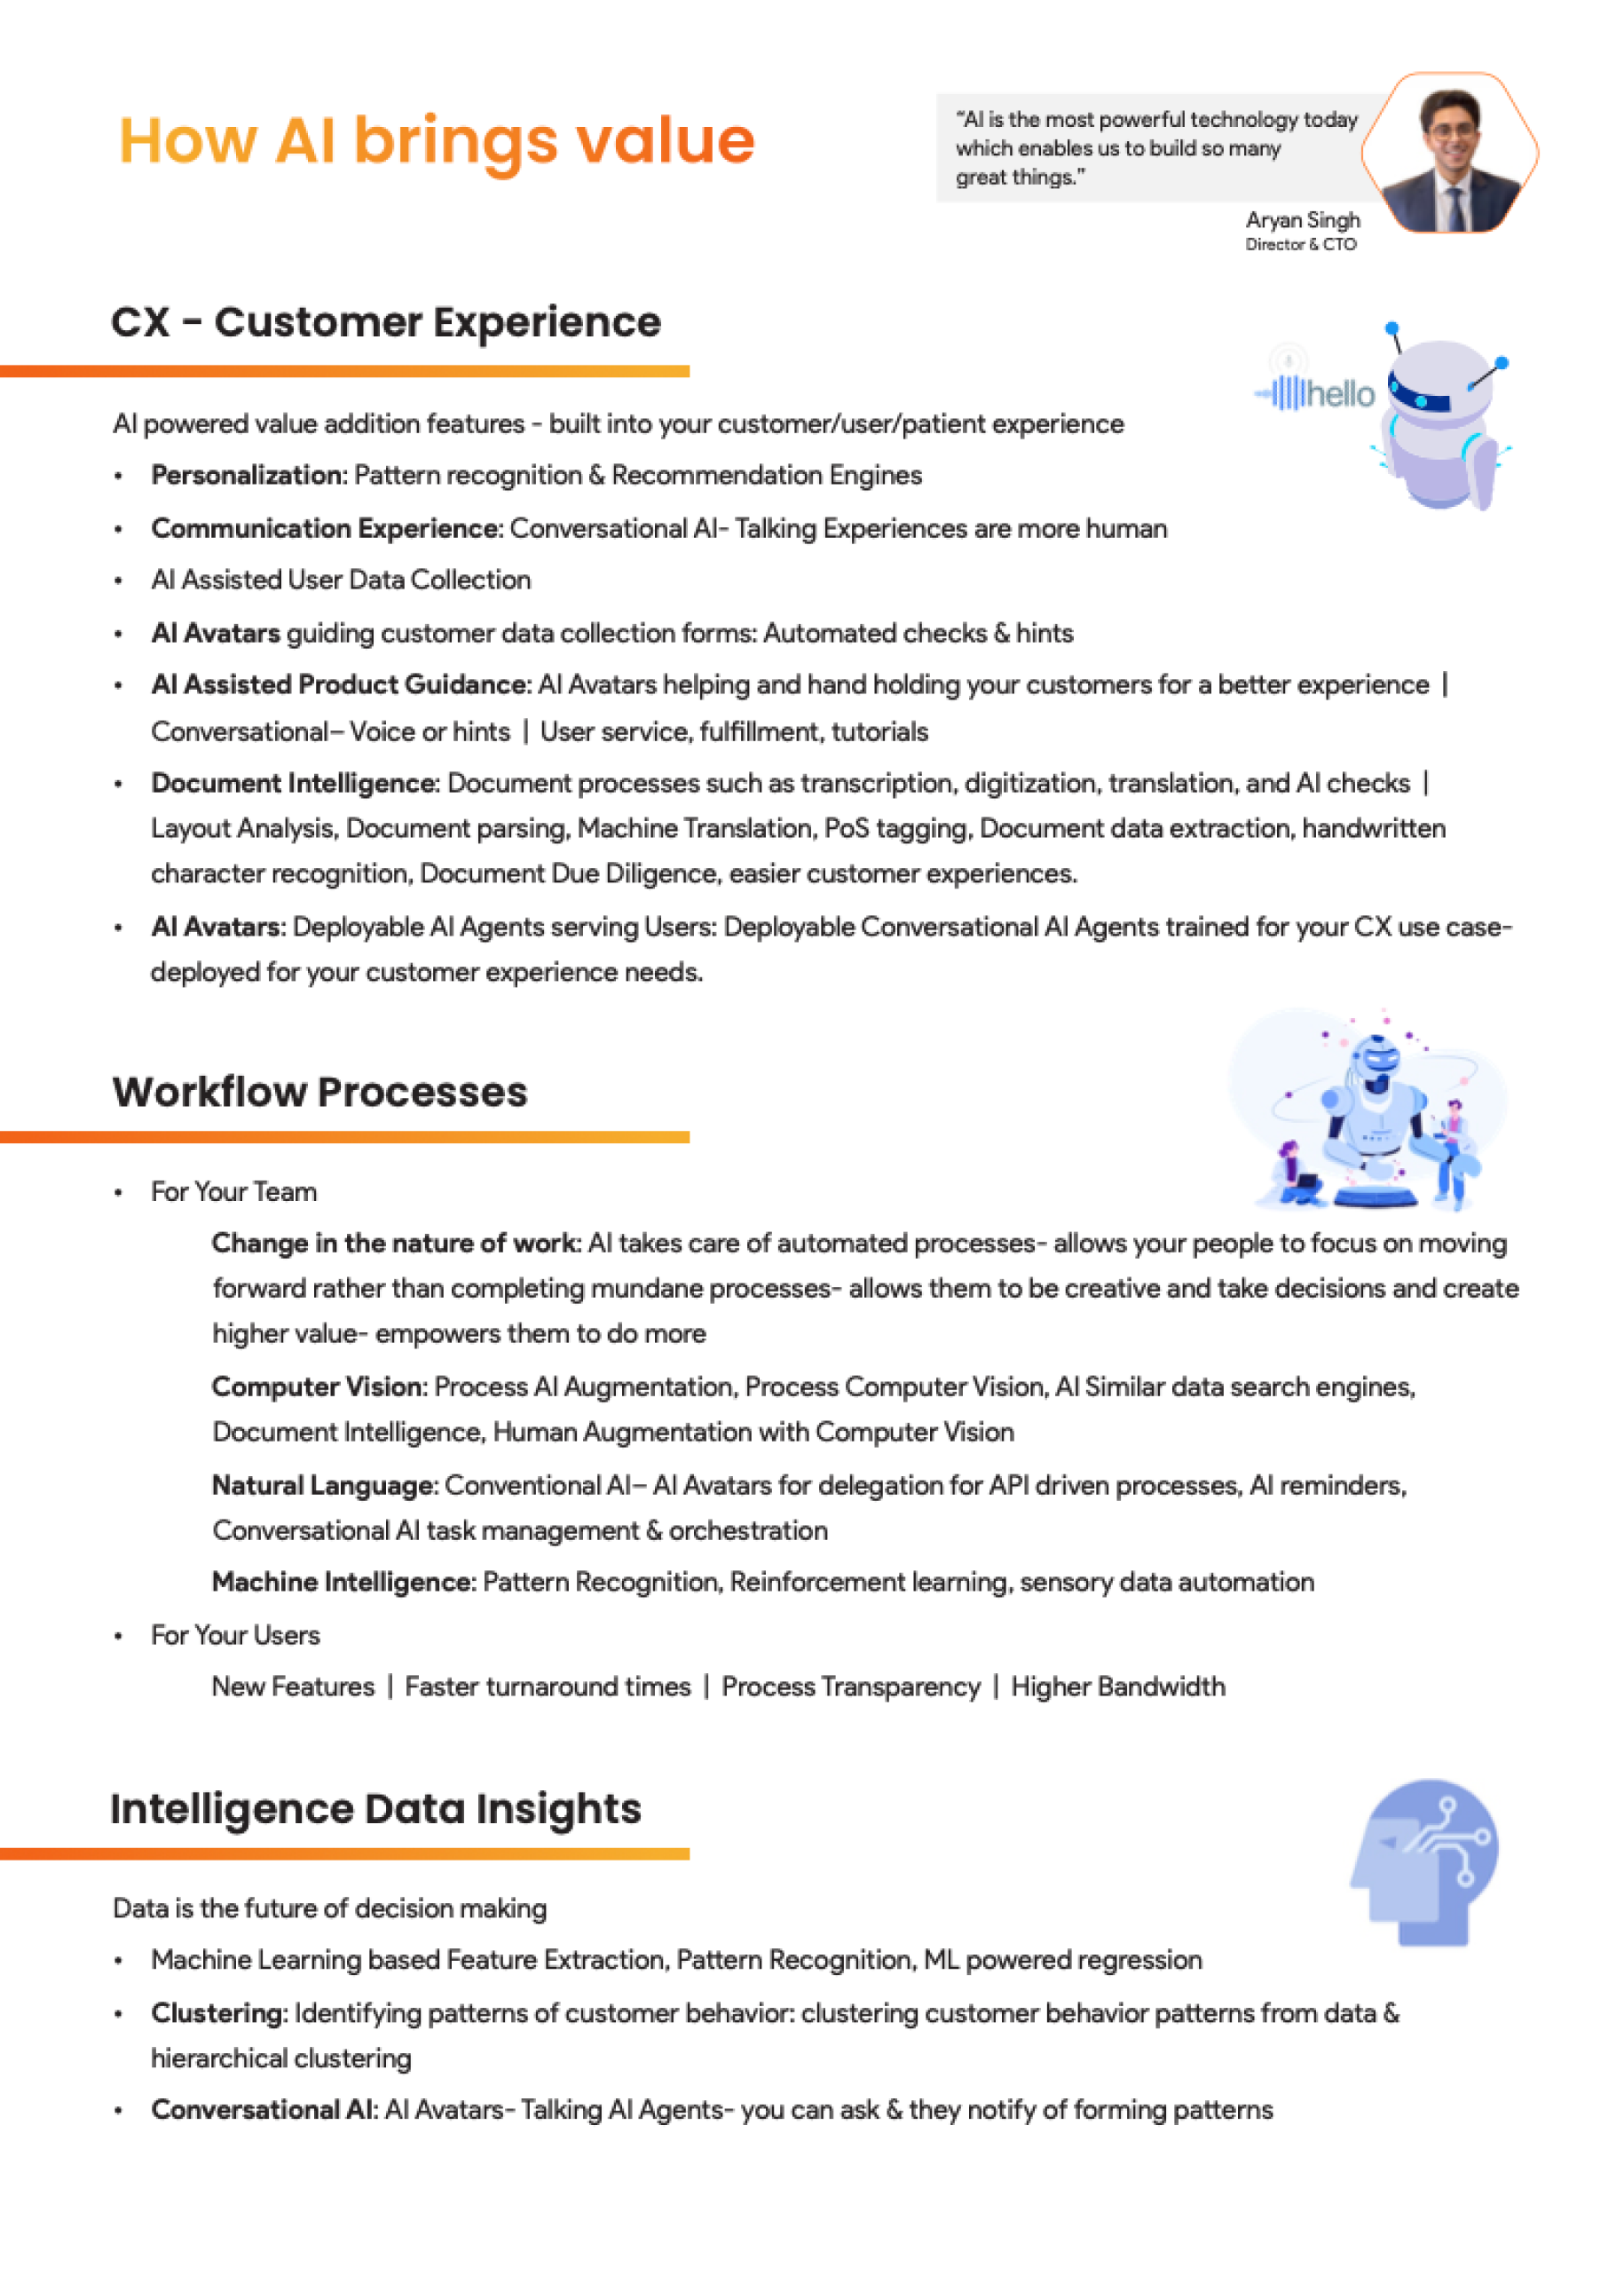 How AI brings value
“AI is the most powerful technology today
which enables us to build so many
great things.”
Aryan Singh
Director & CTO
CX - Customer Experience
hello
AI powered value addition features - built into your customer/user/patient experience
• Personalization: Pattern recognition & Recommendation Engines
• Communication Experience: Conversational AI- Talking Experiences are more human
• AI Assisted User Data Collection
• AI Avatars guiding customer data collection forms: Automated checks & hints
• AI Assisted Product Guidance: AI Avatars helping and hand holding your customers for a better experience |
Conversational– Voice or hints | User service, fulfillment, tutorials
• Document Intelligence: Document processes such as transcription, digitization, translation, and AI checks |
Layout Analysis, Document parsing, Machine Translation, PoS tagging, Document data extraction, handwritten
character recognition, Document Due Diligence, easier customer experiences.
• AI Avatars: Deployable AI Agents serving Users: Deployable Conversational AI Agents trained for your CX use case-
deployed for your customer experience needs.
Workflow Processes
• For Your Team
Change in the nature of work: AI takes care of automated processes- allows your people to focus on moving
forward rather than completing mundane processes- allows them to be creative and take decisions and create
higher value- empowers them to do more
Computer Vision: Process AI Augmentation, Process Computer Vision, AI Similar data search engines,
Document Intelligence, Human Augmentation with Computer Vision
Natural Language: Conventional AI– AI Avatars for delegation for API driven processes, AI reminders,
Conversational AI task management & orchestration
Machine Intelligence: Pattern Recognition, Reinforcement learning, sensory data automation
• For Your Users
New Features | Faster turnaround times | Process Transparency | Higher Bandwidth
Intelligence Data Insights
Data is the future of decision making
• Machine Learning based Feature Extraction, Pattern Recognition, ML powered regression
• Clustering: Identifying patterns of customer behavior: clustering customer behavior patterns from data &
hierarchical clustering
• Conversational AI: AI Avatars- Talking AI Agents- you can ask & they notify of forming patterns